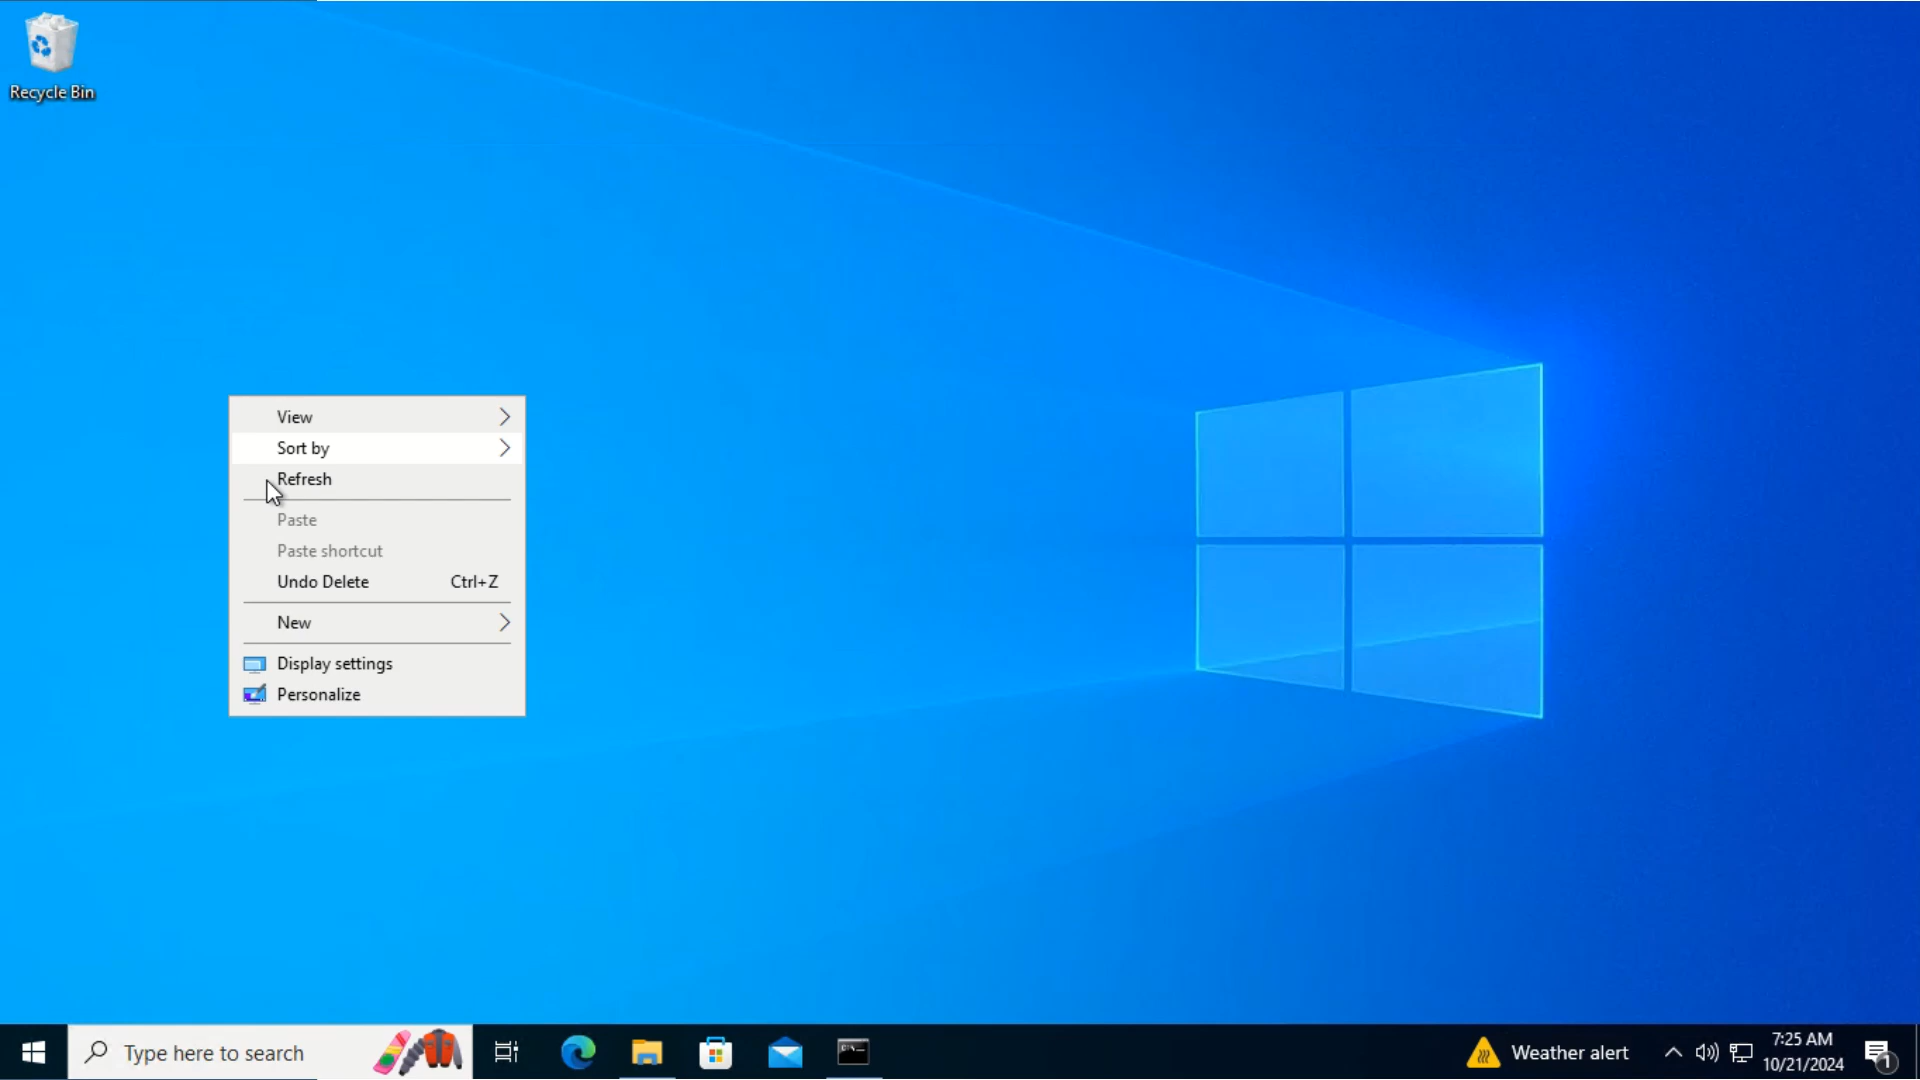 Recycle Bin
View
Sort by
Refresh
Paste
Paste shortcut
Undo Delete Ctrl+Z
New
Display settings
Personalize
Type here to search
Weather alert
7:25 AM
10/21/2024
1